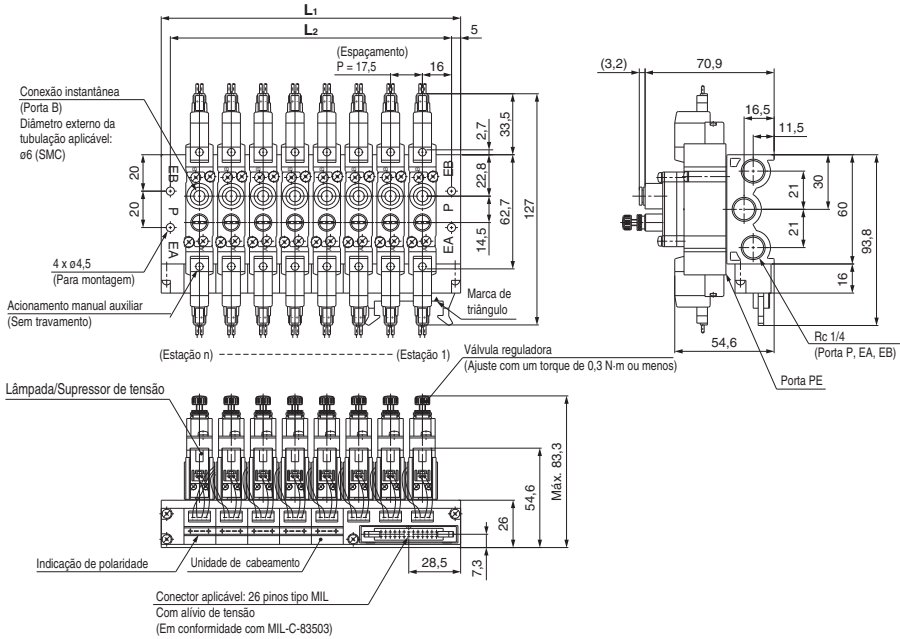 L1
L2
5
(Espaçamento)
P = 17,5
16
Conexão instantânea
(Porta B)
Diâmetro externo da
tubulação aplicável:
ø6 (SMC)
20
20
EB
P
EA
EB
P
EA
2,7
33,5
22,8
14,5
62,7
127
4 x ø4,5
(Para montagem)
Acionamento manual auxiliar
(Sem travamento)
Marca de
triângulo
(Estação n)
(Estação 1)
(3,2)
70,9
16,5
11,5
21
21
30
60
93,8
16
54,6
Rc 1/4
(Porta P, EA, EB)
Porta PE
Válvula reguladora
(Ajuste com um torque de 0,3 N·m ou menos)
Lâmpada/Supressor de tensão
Máx. 83,3
54,6
26
7,3
28,5
Indicação de polaridade
Unidade de cabeamento
Conector aplicável: 26 pinos tipo MIL
Com alívio de tensão
(Em conformidade com MIL-C-83503)